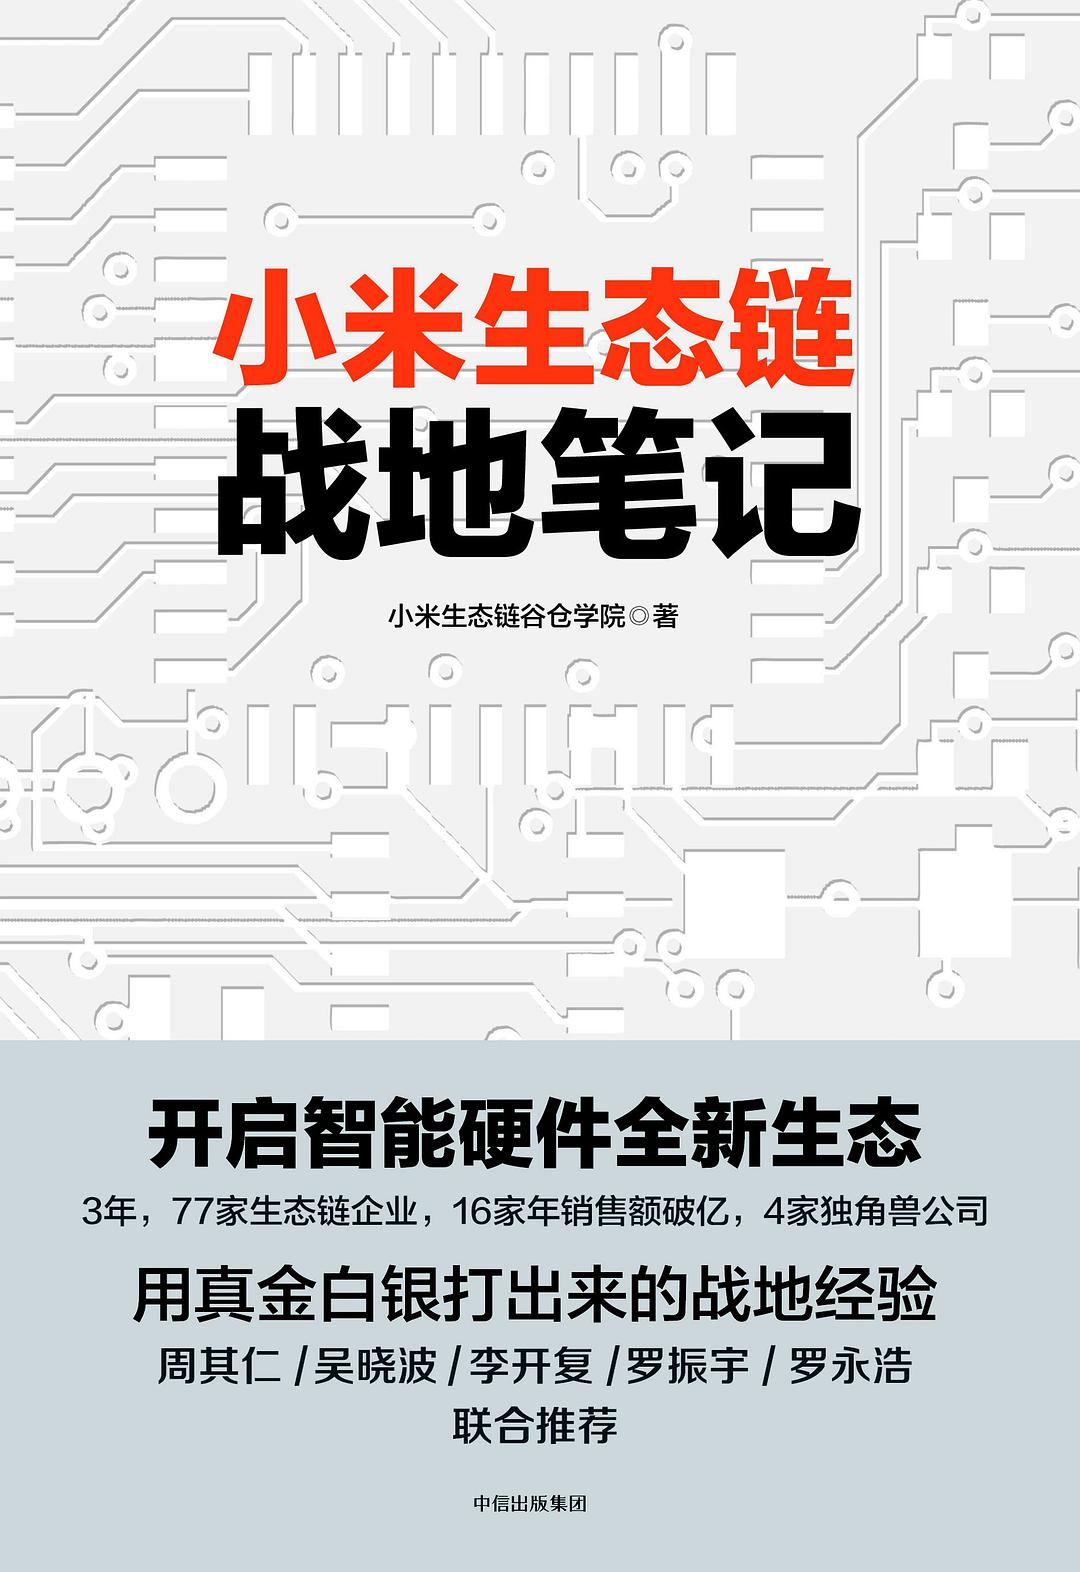 小米生态链
战地笔记
小米生态链谷仓学院◎著
开启智能硬件全新生态
3年，77家生态链企业，16家年销售额破亿，4家独角兽公司
用真金白银打出来的战地经验
周其仁/吴晓波/李开复/罗振宇/罗永浩
联合推荐
中信出版集团